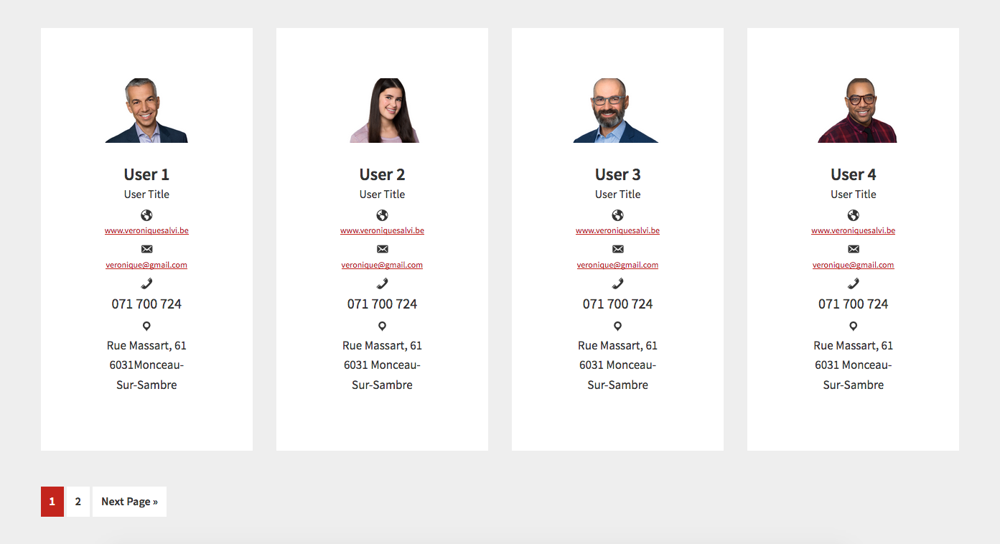 User 1
User Title
www.veroniquesalvi.be
veronique@gmail.com
071 700 724
Rue Massart, 61
6031Monceau-
Sur-Sambre
User 2
User Title
www.veroniquesalvi.be
veronique@gmail.com
071 700 724
Rue Massart, 61
6031 Monceau-
Sur-Sambre
User 3
User Title
www.veroniquesalvi.be
veronique@gmail.com
071 700 724
Rue Massart, 61
6031 Monceau-
Sur-Sambre
User 4
User Title
www.veroniquesalvi.be
veronique@gmail.com
071 700 724
Rue Massart, 61
6031 Monceau-
Sur-Sambre
1 2 Next Page »